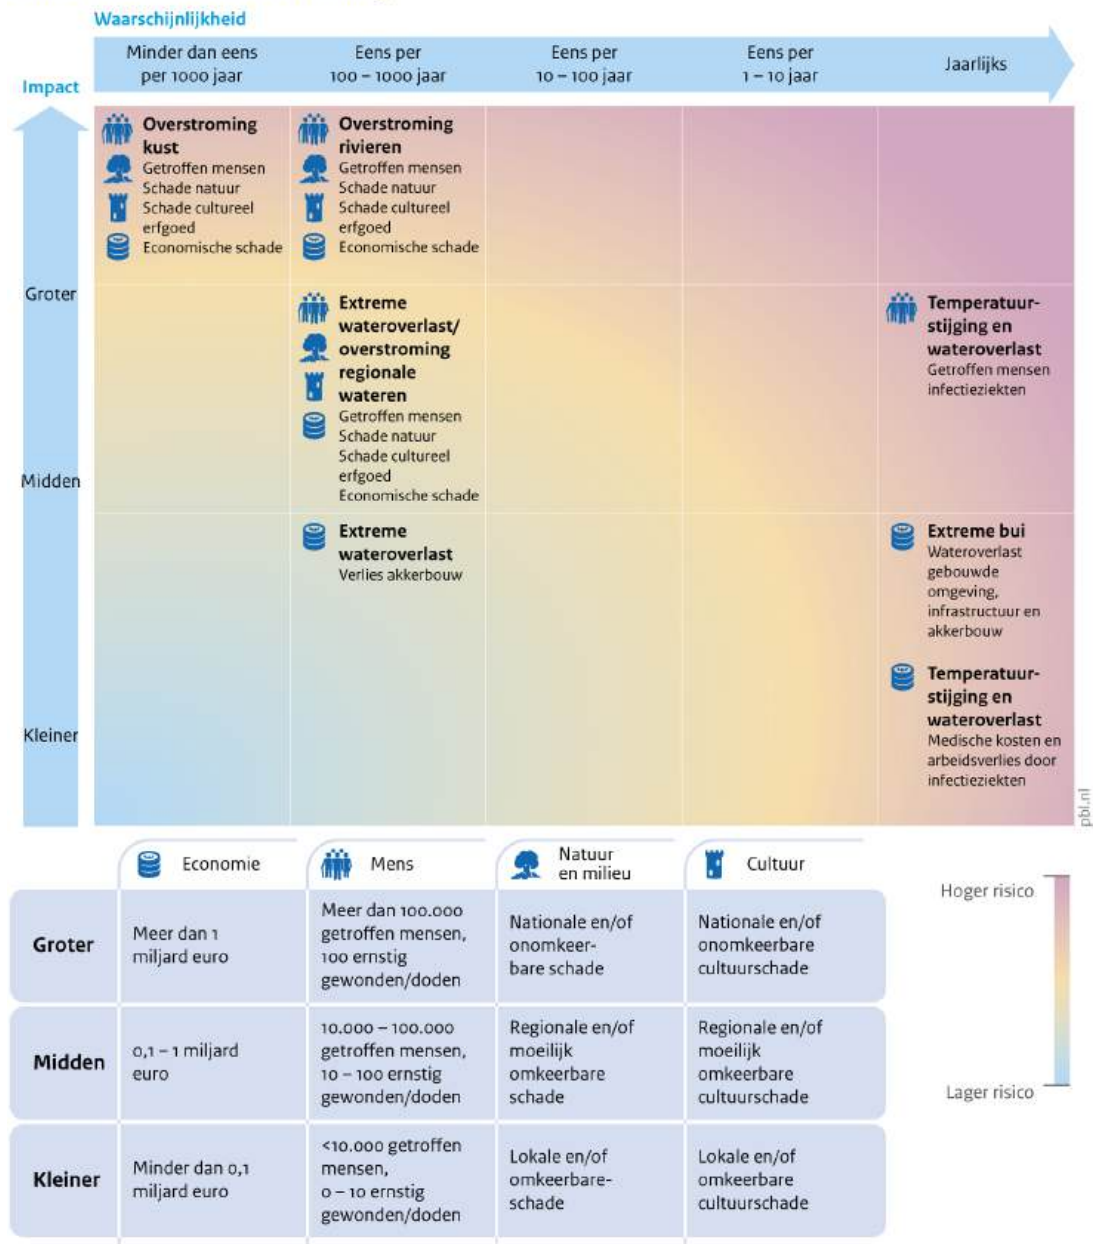 Waarschijnlijkheid
Minder dan eens
per 1000 jaar
Eens per
100 – 1000 jaar
Eens per
10 – 100 jaar
Eens per
1 – 10 jaar
Jaarlijks
Impact
Groter
Midden
Kleiner
Overstroming
kust
Getroffen mensen
Schade natuur
Schade cultureel
erfgoed
Economische schade
Overstroming
rivieren
Getroffen mensen
Schade natuur
Schade cultureel
erfgoed
Economische schade
Extreme
wateroverlast/
overstroming
regionale
wateren
Getroffen mensen
Schade natuur
Schade cultureel
erfgoed
Economische schade
Temperatuur-
stijging en
wateroverlast
Getroffen mensen
infectieziekten
Extreme
wateroverlast
Verlies akkerbouw
Extreme bui
Wateroverlast
gebouwde
omgeving,
infrastructuur en
akkerbouw
Temperatuur-
stijging en
wateroverlast
Medische kosten en
arbeidsverlies door
infectieziekten
pbl.nl
Economie
Mens
Natuur
en milieu
Cultuur
Groter
Meer dan 1
miljard euro
Meer dan 100.000
getroffen mensen,
100 ernstig
gewonden/doden
Nationale en/of
onomkeer-
bare schade
Nationale en/of
onomkeerbare
cultuurschade
Midden
0,1 – 1 miljard
euro
10.000 – 100.000
getroffen mensen,
10 – 100 ernstig
gewonden/doden
Regionale en/of
moeilijk
omkeerbare
schade
Regionale en/of
moeilijk
omkeerbare
cultuurschade
Kleiner
Minder dan 0,1
miljard euro
<10.000 getroffen
mensen,
0 – 10 ernstig
gewonden/doden
Lokale en/of
omkeerbare-
schade
Lokale en/of
omkeerbare
cultuurschade
Hoger risico
Lager risico